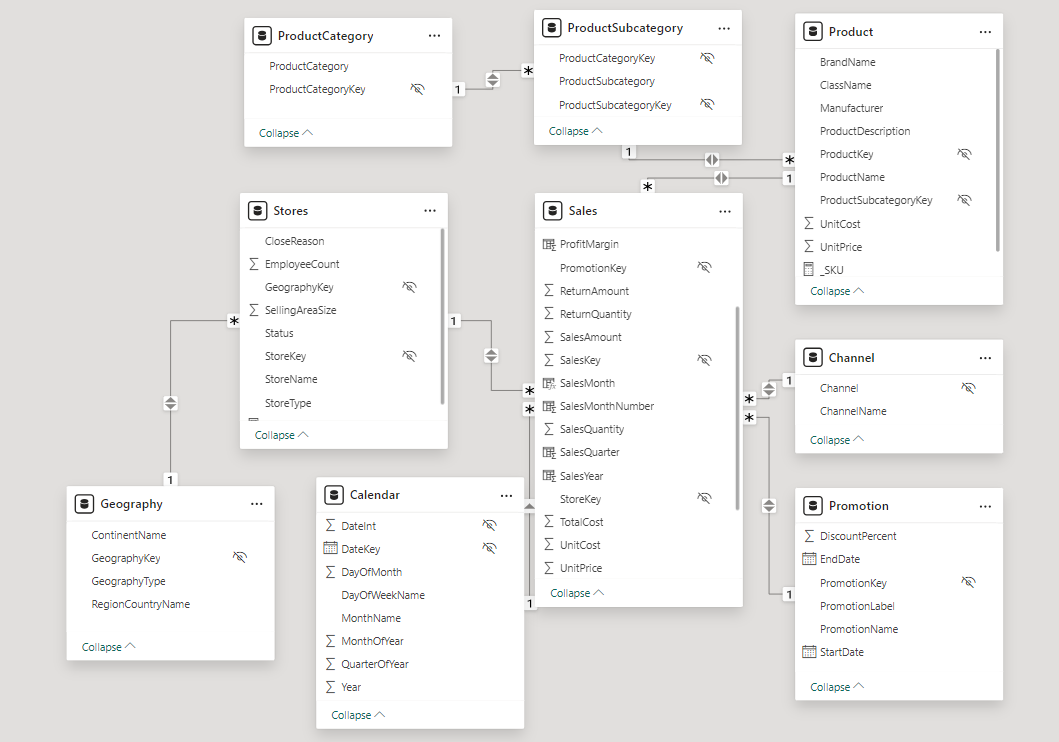 ProductCategory
ProductCategory
ProductCategoryKey
Collapse
1
*
ProductSubcategory
ProductCategoryKey
ProductSubcategory
ProductSubcategoryKey
Collapse
1
*
Product
BrandName
ClassName
Manufacturer
ProductDescription
ProductKey
ProductName
ProductSubcategoryKey
UnitCost
UnitPrice
_SKU
Collapse
1
*
Stores
CloseReason
EmployeeCount
GeographyKey
SellingAreaSize
Status
StoreKey
StoreName
StoreType
Collapse
*
1
*
*
Sales
ProfitMargin
PromotionKey
ReturnAmount
ReturnQuantity
SalesAmount
SalesKey
SalesMonth
SalesMonthNumber
SalesQuantity
SalesQuarter
SalesYear
StoreKey
TotalCost
UnitCost
UnitPrice
Collapse
*
*
1
Channel
Channel
ChannelName
Collapse
1
Geography
ContinentName
GeographyKey
GeographyType
RegionCountryName
Collapse
Calendar
DateInt
DateKey
DayOfMonth
DayOfWeekName
MonthName
MonthOfYear
QuarterOfYear
Year
Collapse
1
1
Promotion
DiscountPercent
EndDate
PromotionKey
PromotionLabel
PromotionName
StartDate
Collapse